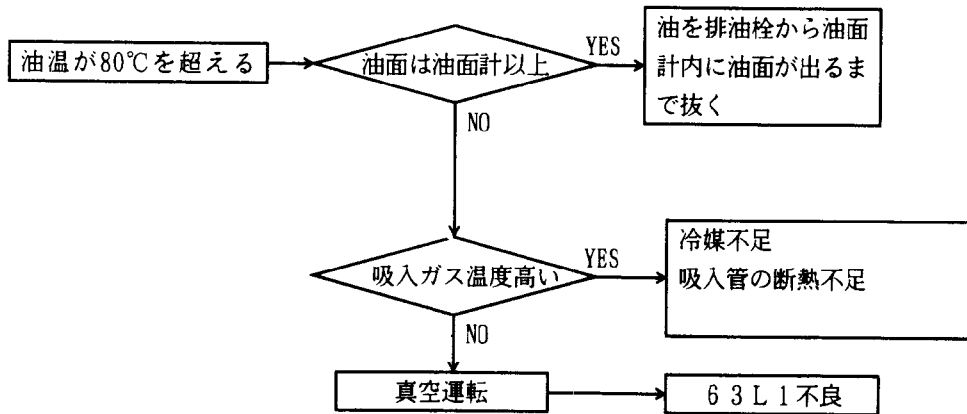 油温が80℃を超える
油面は油面計以上
YES
油を排油栓から油面
計内に油面が出るま
で抜く
NO
吸入ガス温度高い
YES
冷媒不足
吸入管の断熱不足
NO
真空運転
６３Ｌ１不良